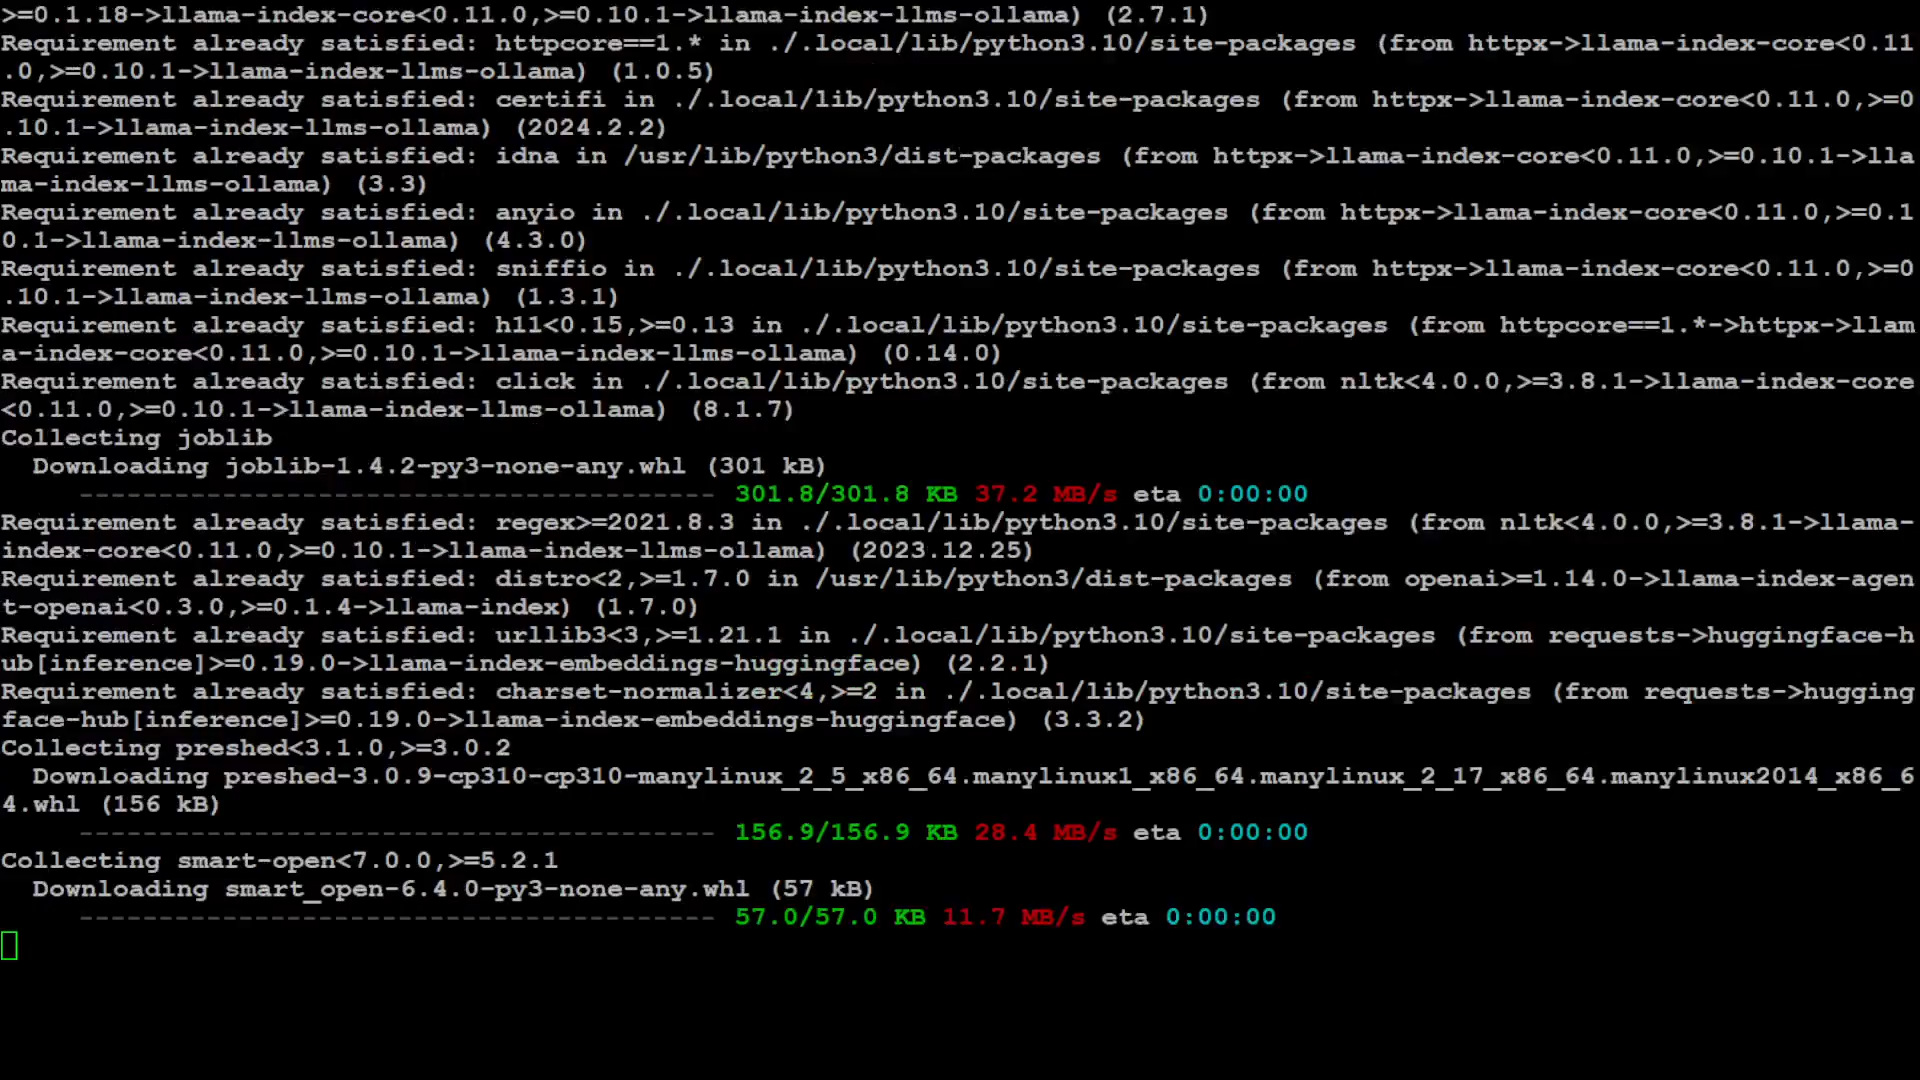 >=0.1.18->llama-index-core<0.11.0,>=0.10.1->llama-index-llms-ollama) (2.7.1)
Requirement already satisfied: httpcore==1.* in ./.local/lib/python3.10/site-packages (from httpx->llama-index-core<0.11
.0,>=0.10.1->llama-index-llms-ollama) (1.0.5)
Requirement already satisfied: certifi in ./.local/lib/python3.10/site-packages (from httpx->llama-index-core<0.11.0,>=0
.10.1->llama-index-llms-ollama) (2024.2.2)
Requirement already satisfied: idna in /usr/lib/python3/dist-packages (from httpx->llama-index-core<0.11.0,>=0.10.1->lla
ma-index-llms-ollama) (3.3)
Requirement already satisfied: anyio in ./.local/lib/python3.10/site-packages (from httpx->llama-index-core<0.11.0,>=0.1
0.1->llama-index-llms-ollama) (4.3.0)
Requirement already satisfied: sniffio in ./.local/lib/python3.10/site-packages (from httpx->llama-index-core<0.11.0,>=0
.10.1->llama-index-llms-ollama) (1.3.1)
Requirement already satisfied: h11<0.15,>=0.13 in ./.local/lib/python3.10/site-packages (from httpcore==1.*->httpx->llam
a-index-core<0.11.0,>=0.10.1->llama-index-llms-ollama) (0.14.0)
Requirement already satisfied: click in ./.local/lib/python3.10/site-packages (from nltk<4.0.0,>=3.8.1->llama-index-core
<0.11.0,>=0.10.1->llama-index-llms-ollama) (8.1.7)
Collecting joblib
  Downloading joblib-1.4.2-py3-none-any.whl (301 kB)
     ---------------------------------------- 301.8/301.8 KB 37.2 MB/s eta 0:00:00
Requirement already satisfied: regex>=2021.8.3 in ./.local/lib/python3.10/site-packages (from nltk<4.0.0,>=3.8.1->llama-
index-core<0.11.0,>=0.10.1->llama-index-llms-ollama) (2023.12.25)
Requirement already satisfied: distro<2,>=1.7.0 in /usr/lib/python3/dist-packages (from openai>=1.14.0->llama-index-agen
t-openai<0.3.0,>=0.1.4->llama-index) (1.7.0)
Requirement already satisfied: urllib3<3,>=1.21.1 in ./.local/lib/python3.10/site-packages (from requests->huggingface-h
ub[inference]>=0.19.0->llama-index-embeddings-huggingface) (2.2.1)
Requirement already satisfied: charset-normalizer<4,>=2 in ./.local/lib/python3.10/site-packages (from requests->hugging
face-hub[inference]>=0.19.0->llama-index-embeddings-huggingface) (3.3.2)
Collecting preshed<3.1.0,>=3.0.2
  Downloading preshed-3.0.9-cp310-cp310-manylinux_2_5_x86_64.manylinux1_x86_64.manylinux_2_17_x86_64.manylinux2014_x86_6
4.whl (156 kB)
     ---------------------------------------- 156.9/156.9 KB 28.4 MB/s eta 0:00:00
Collecting smart-open<7.0.0,>=5.2.1
  Downloading smart_open-6.4.0-py3-none-any.whl (57 kB)
     ---------------------------------------- 57.0/57.0 KB 11.7 MB/s eta 0:00:00